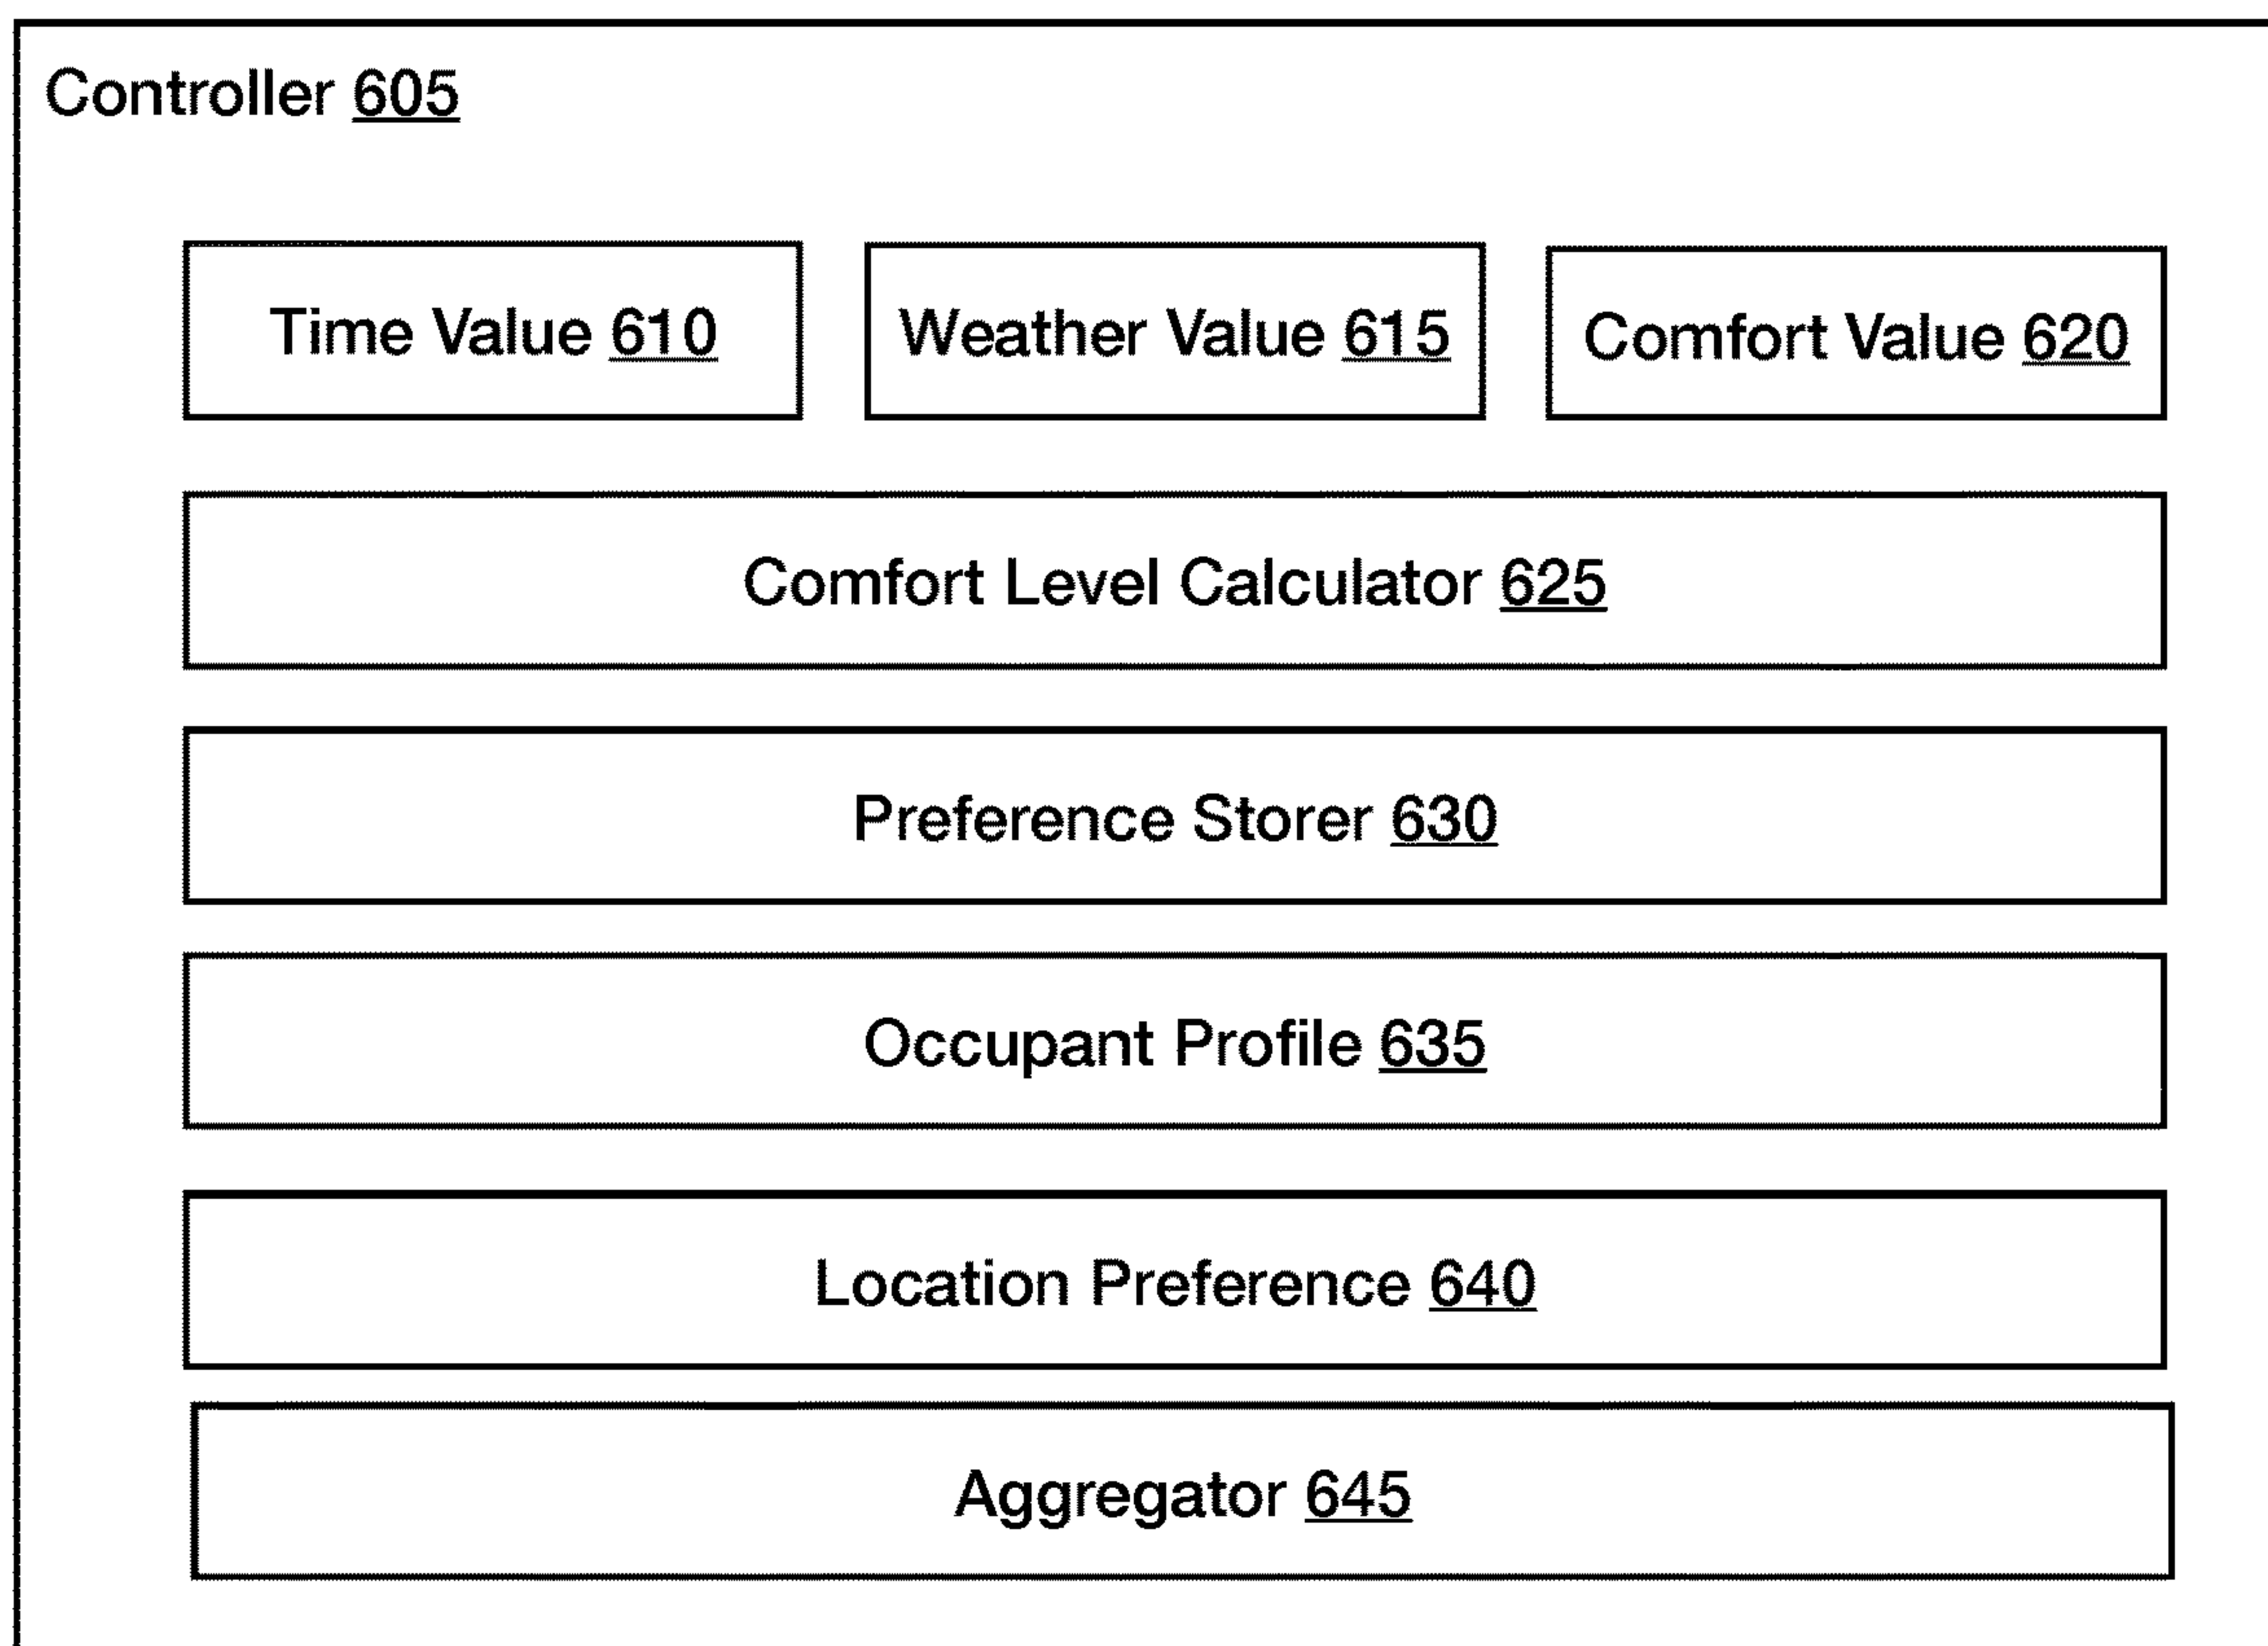 Controller 605
Time Value 610 Weather Value 615 Comfort Value 620
Comfort Level Calculator 625
Preference Storer 630
Occupant Profile 635
Location Preference 640
Aggregator 645